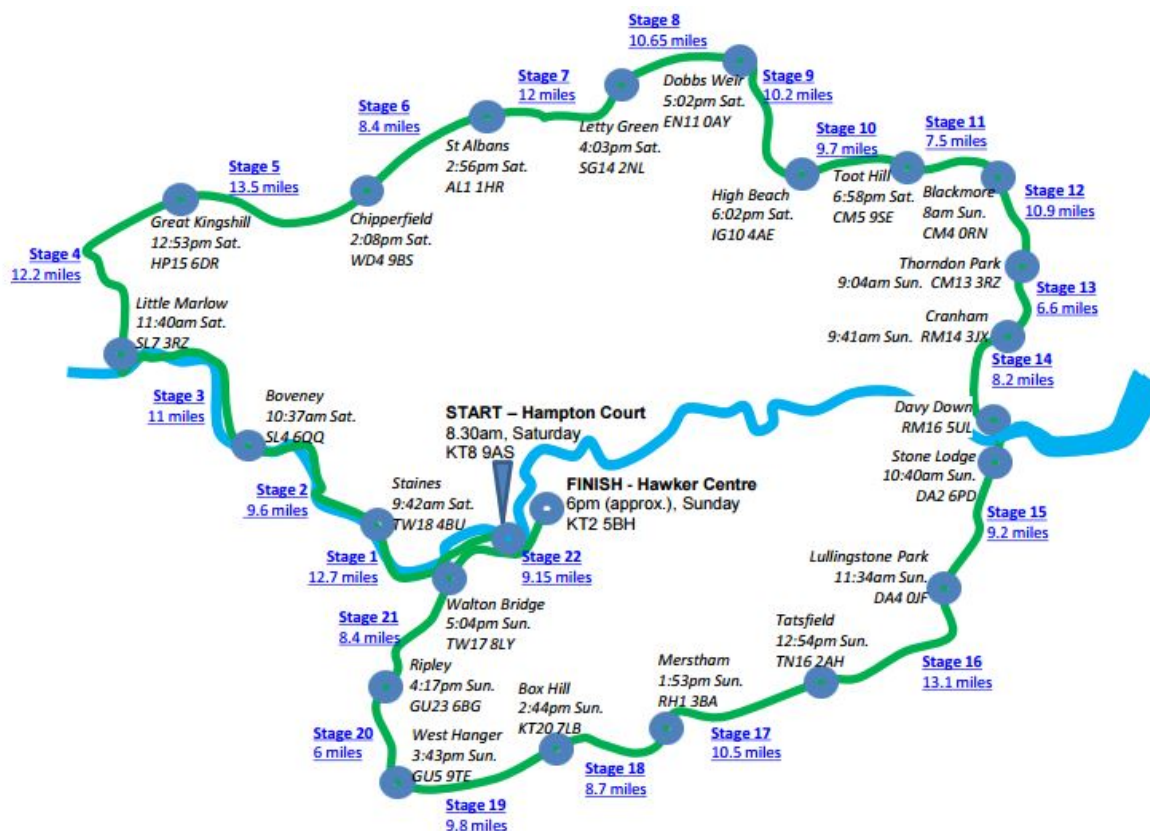 Stage 8
10.65 miles
Stage 7
12 miles
Dobbs Weir
5:02pm Sat.
EN11 0AY
Stage 9
10.2 miles
Stage 6
8.4 miles
St Albans
2:56pm Sat.
AL1 1HR
Letty Green
4:03pm Sat.
SG14 2NL
Stage 10
9.7 miles
Stage 11
7.5 miles
Stage 5
13.5 miles
Toot Hill
6:58pm Sat.
CM5 9SE
Blackmore
8am Sun.
CM4 0RN
Stage 12
10.9 miles
High Beach
6:02pm Sat.
IG10 4AE
Chipperfield
2:08pm Sat.
WD4 9BS
Great Kingshill
12:53pm Sat.
HP15 6DR
Stage 4
12.2 miles
Thorndon Park
9:04am Sun. CM13 3RZ
Stage 13
6.6 miles
Little Marlow
11:40am Sat.
SL7 3RZ
Cranham
9:41am Sun. RM14 3JX
Stage 14
8.2 miles
Stage 3
11 miles
Boveney
10:37am Sat.
SL4 6QQ
START – Hampton Court
8.30am, Saturday
KT8 9AS
Davy Down
RM16 5UL
Stone Lodge
10:40am Sun.
DA2 6PD
FINISH - Hawker Centre
6pm (approx.), Sunday
KT2 5BH
Stage 2
9.6 miles
Staines
9:42am Sat.
TW18 4BU
Stage 15
9.2 miles
Stage 1
12.7 miles
Stage 22
9.15 miles
Lullingstone Park
11:34am Sun.
DA4 0JF
Walton Bridge
5:04pm Sun.
TW17 8LY
Stage 21
8.4 miles
Tatsfield
12:54pm Sun.
TN16 2AH
Stage 16
13.1 miles
Merstham
1:53pm Sun.
RH1 3BA
Ripley
4:17pm Sun.
GU23 6BG
Box Hill
2:44pm Sun.
KT20 7LB
Stage 17
10.5 miles
Stage 20
6 miles
West Hanger
3:43pm Sun.
GU5 9TE
Stage 18
8.7 miles
Stage 19
9.8 miles